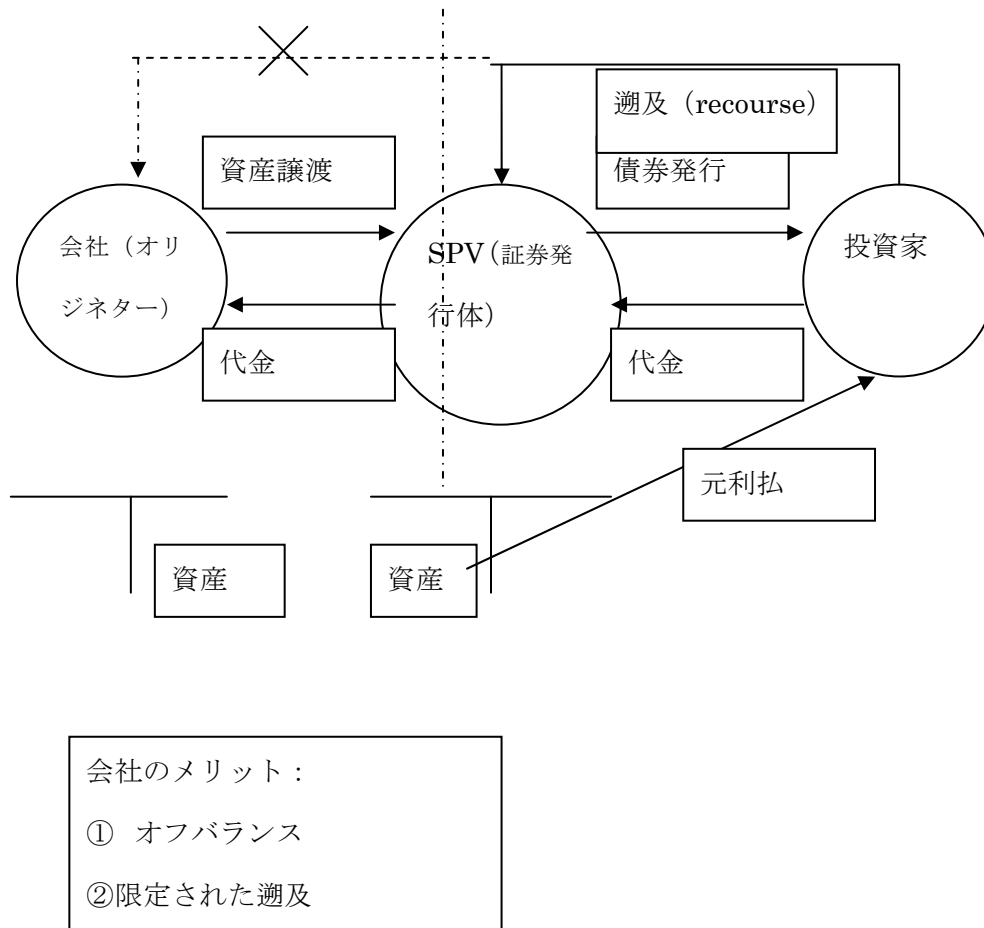 遡及（recourse）
資産譲渡
債券発行
会社（オリ
ジネター）
SPV（証券発
行体）
投資家
代金
代金
元利払
資産
資産
会社のメリット：
① オフバランス
②限定された遡及